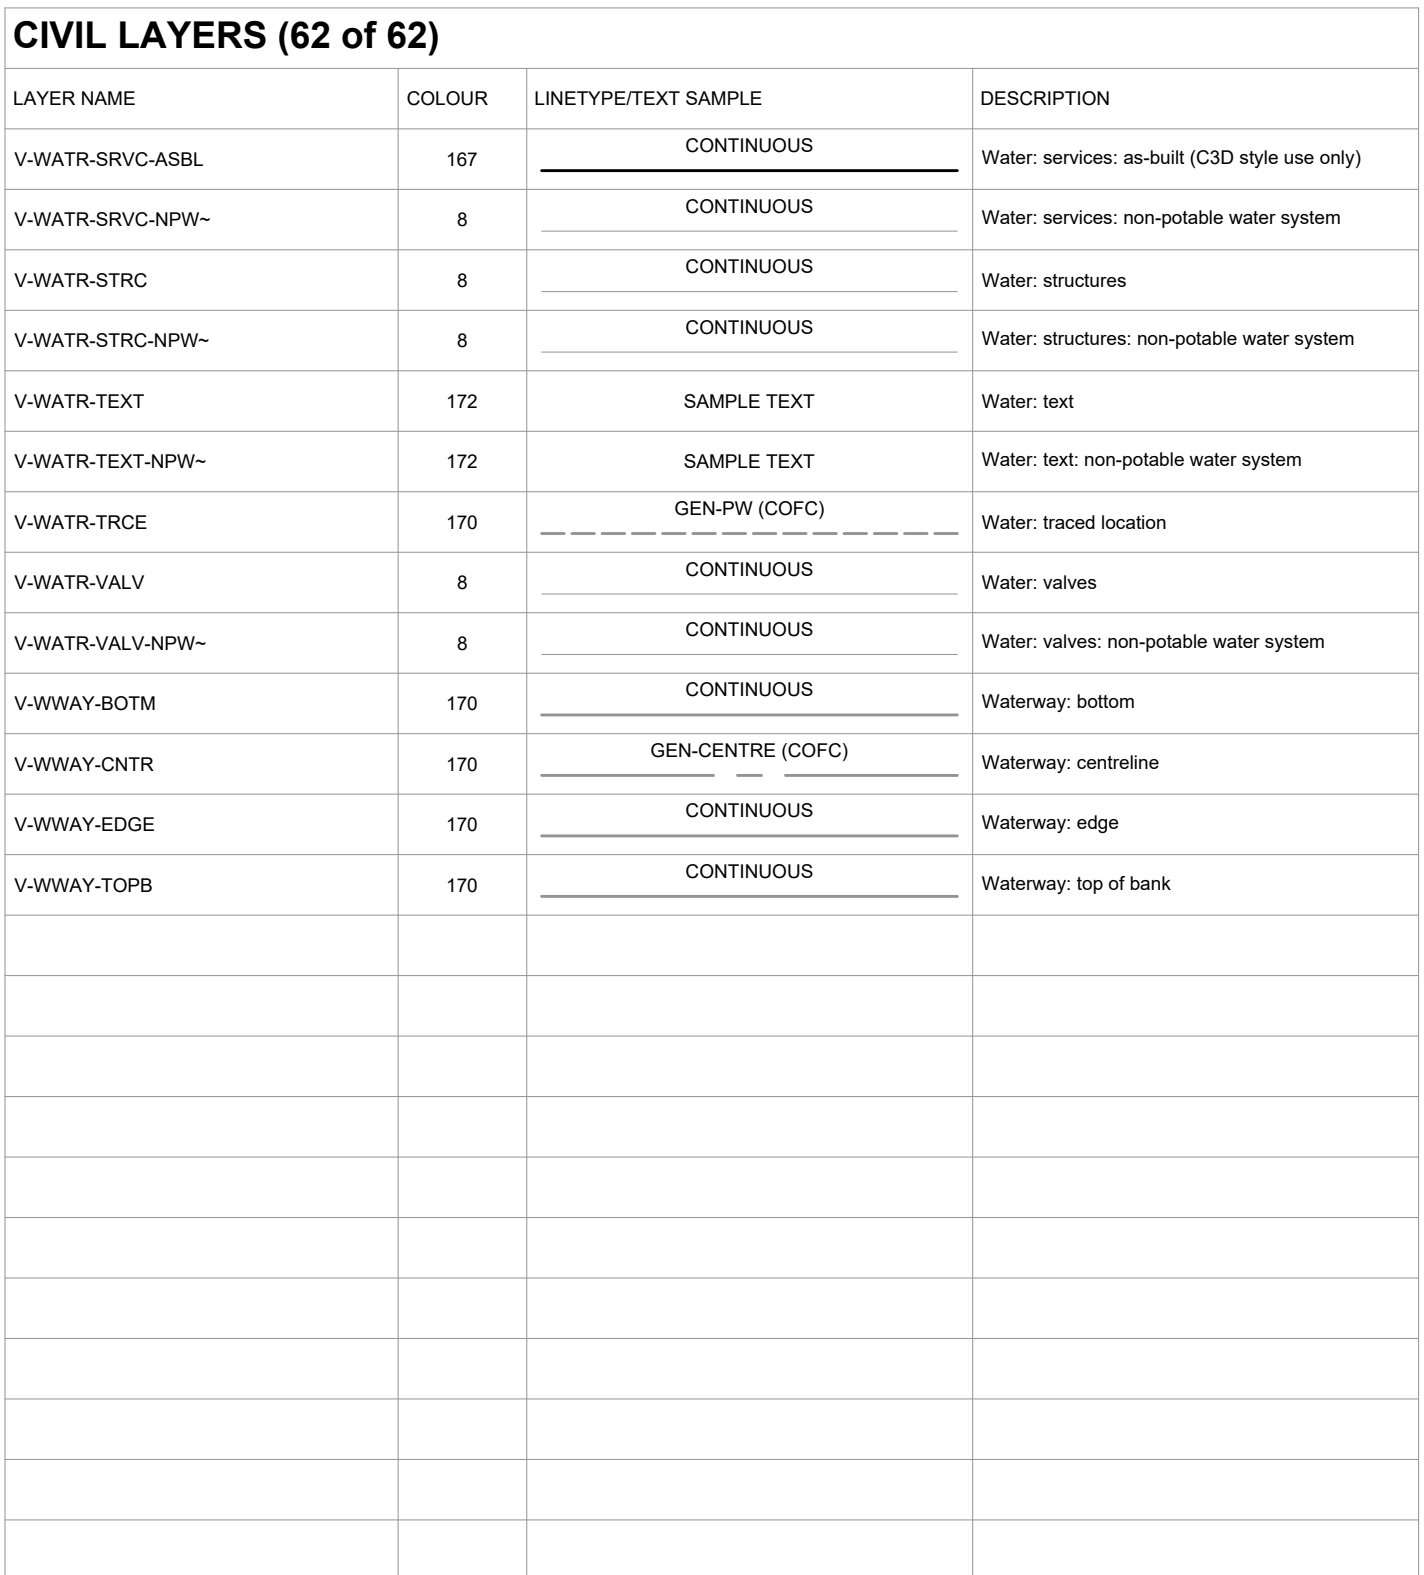 CIVIL LAYERS (62 of 62)
LAYER NAME COLOUR LINETYPE/TEXT SAMPLE DESCRIPTION
V-WATR-SRVC-ASBL 167 CONTINUOUS Water: services: as-built (C3D style use only)
V-WATR-SRVC-NPW~ 8 CONTINUOUS Water: services: non-potable water system
V-WATR-STRC 8 CONTINUOUS Water: structures
V-WATR-STRC-NPW~ 8 CONTINUOUS Water: structures: non-potable water system
V-WATR-TEXT 172 SAMPLE TEXT Water: text
V-WATR-TEXT-NPW~ 172 SAMPLE TEXT Water: text: non-potable water system
V-WATR-TRCE 170 GEN-PW (COFC) Water: traced location
V-WATR-VALV 8 CONTINUOUS Water: valves
V-WATR-VALV-NPW~ 8 CONTINUOUS Water: valves: non-potable water system
V-WWAY-BOTM 170 CONTINUOUS Waterway: bottom
V-WWAY-CNTR 170 GEN-CENTRE (COFC) Waterway: centreline
V-WWAY-EDGE 170 CONTINUOUS Waterway: edge
V-WWAY-TOPB 170 CONTINUOUS Waterway: top of bank